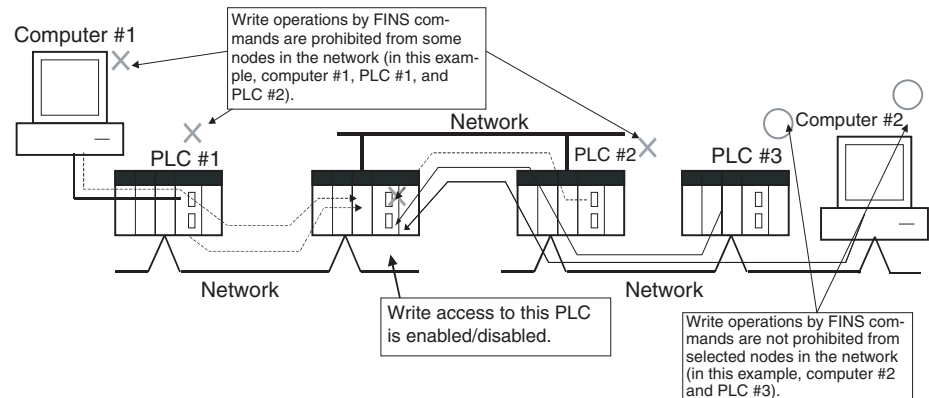 Write operations by FINS com-
mands are prohibited from some
nodes in the network (in this exam-
ple, computer #1, PLC #1, and
PLC #2).
Computer #1
Network
Computer #2
PLC #1
PLC #2
PLC #3
Network
Network
Write access to this PLC
is enabled/disabled.
Write operations by FINS com-
mands are not prohibited from
selected nodes in the network
(in this example, computer #2
and PLC #3).